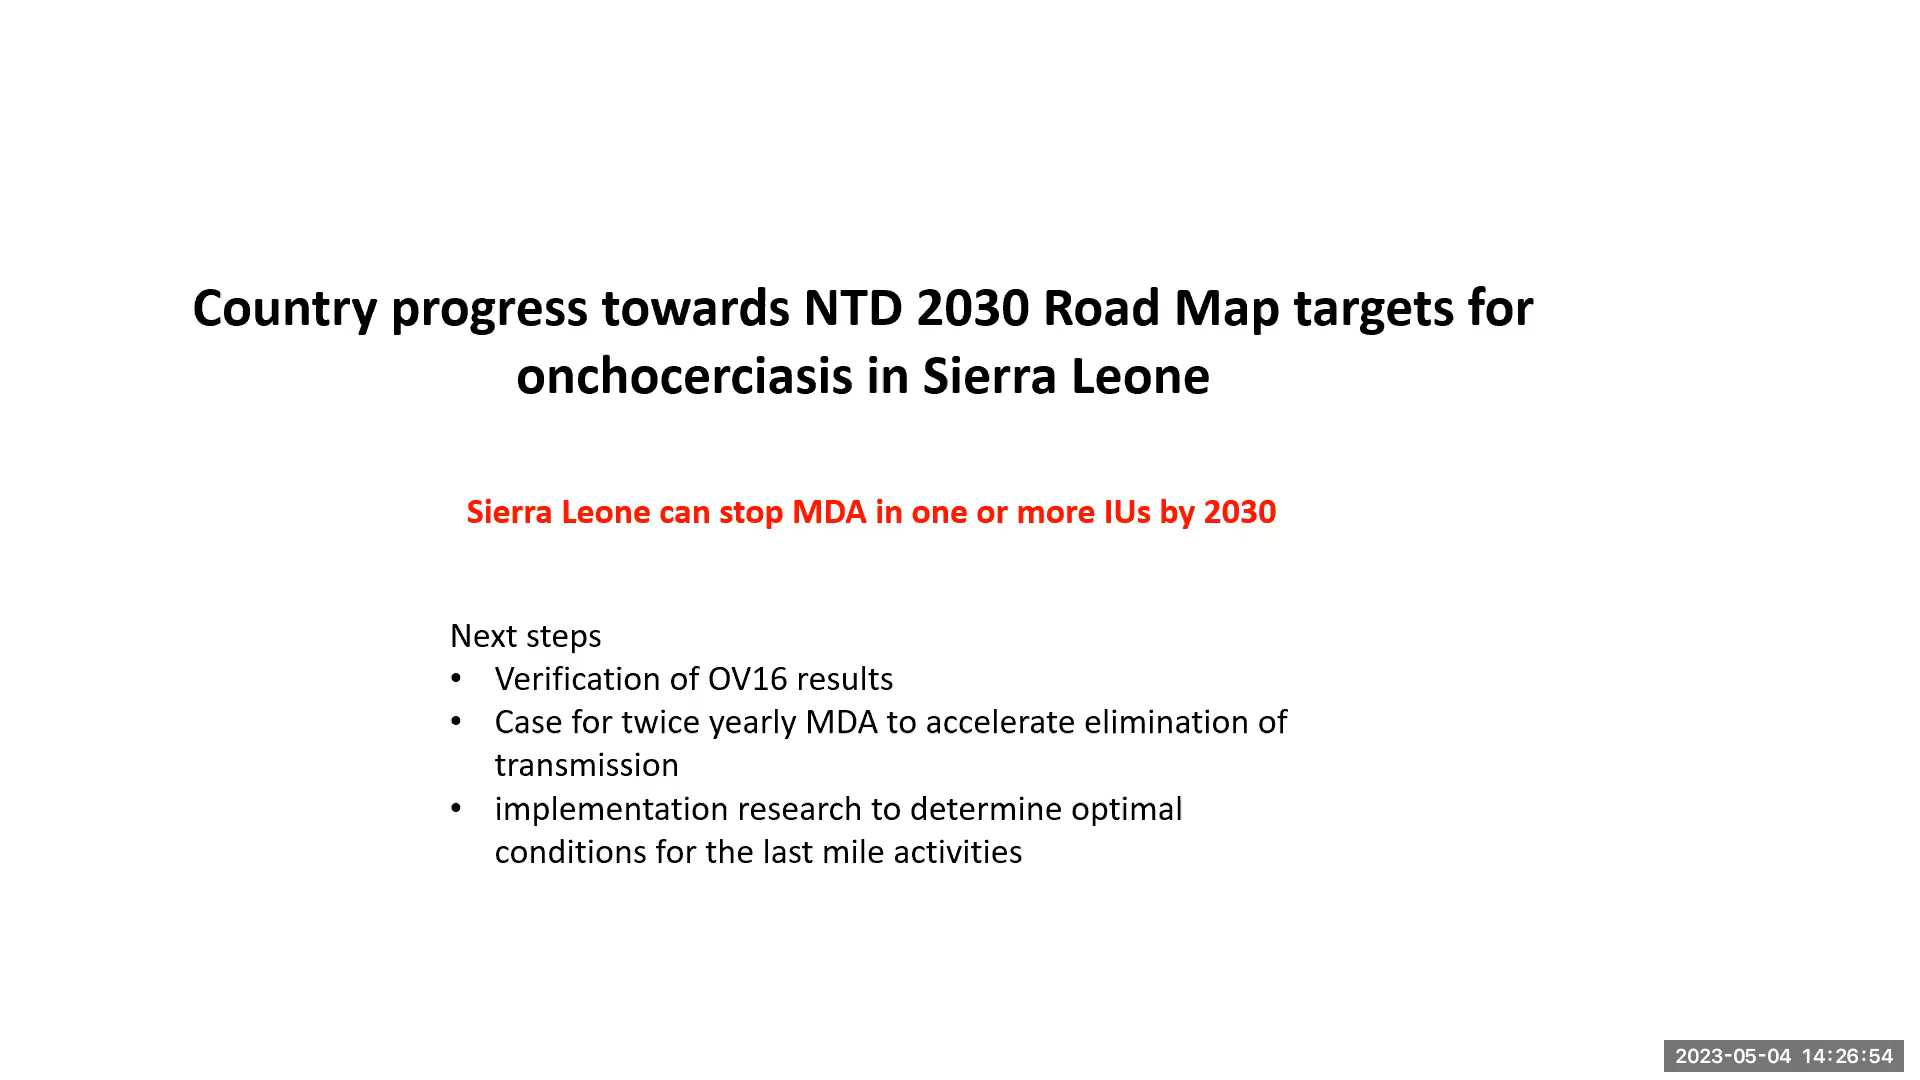 Country progress towards NTD 2030 Road Map targets for
onchocerciasis in Sierra Leone
Sierra Leone can stop MDA in one or more IUs by 2030
Next steps
• Verification of OV16 results
• Case for twice yearly MDA to accelerate elimination of
transmission
• implementation research to determine optimal
conditions for the last mile activities
2023-05-04 14:26:54